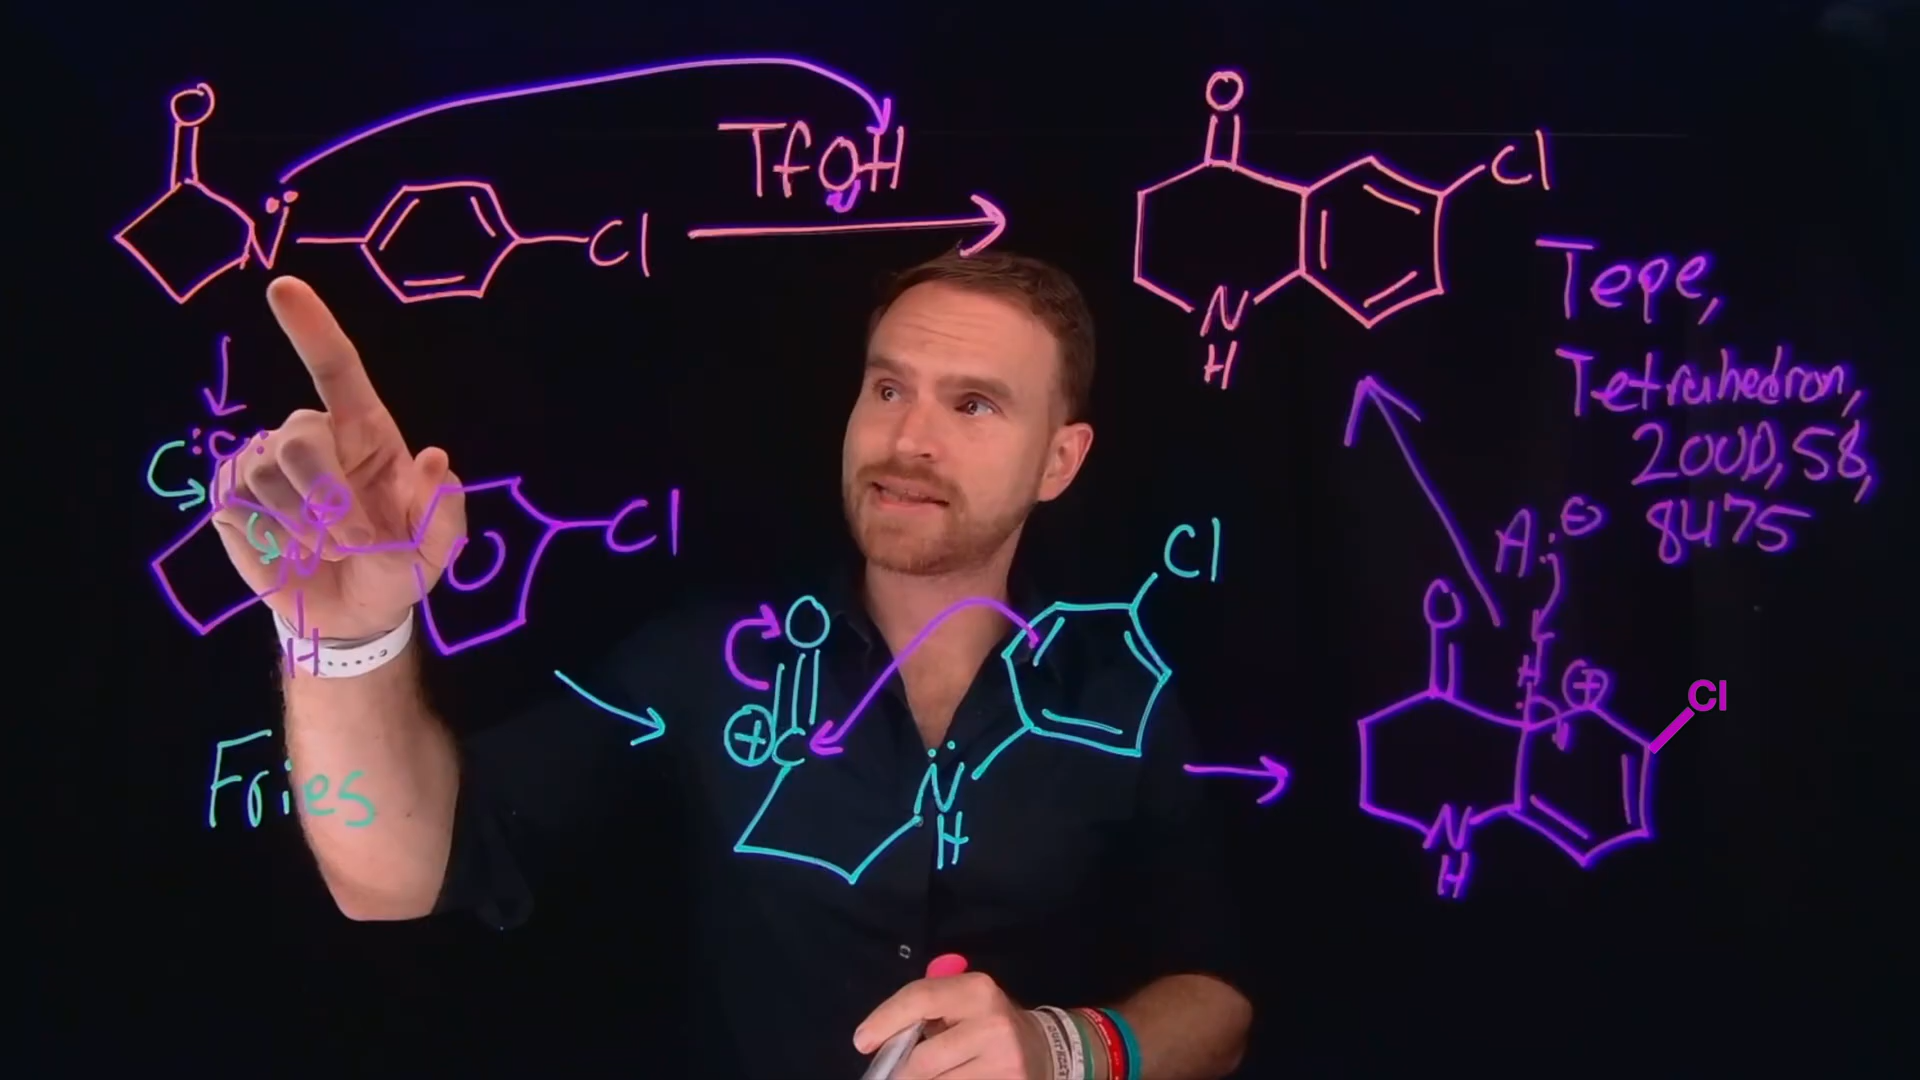 O
N
Cl
TfOH
O
Cl
N
H
Tepe,
Tetrahedron,
2000, 58,
8475
N
H
Cl
Fries
O
C
N
H
Cl
A:
O
H
Cl
N
H